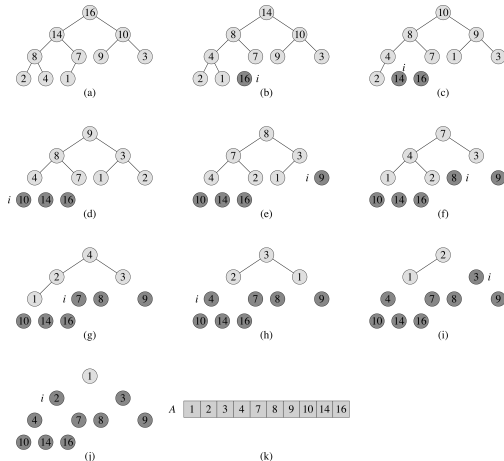 16 14 10
14 10 8 10 8 9
8 7 9 3 4 7 9 3 4 7 1 3
2 4 1 2 1 16 i 2 i 14 16
(a) (b) (c)
9 8 7
8 3 7 3 4 3
4 7 1 2 4 2 1 i 9 1 2 8 i 9
i 10 14 16 10 14 16 10 14 16
(d) (e) (f)
4 3 2
2 3 2 1 1 3 i
1 i 7 8 9 i 4 7 8 9 4 7 8 9
10 14 16 10 14 16 10 14 16
(g) (h) (i)
1
i 2 3
A 1 2 3 4 7 8 9 10 14 16
4 7 8 9
10 14 16
(j) (k)